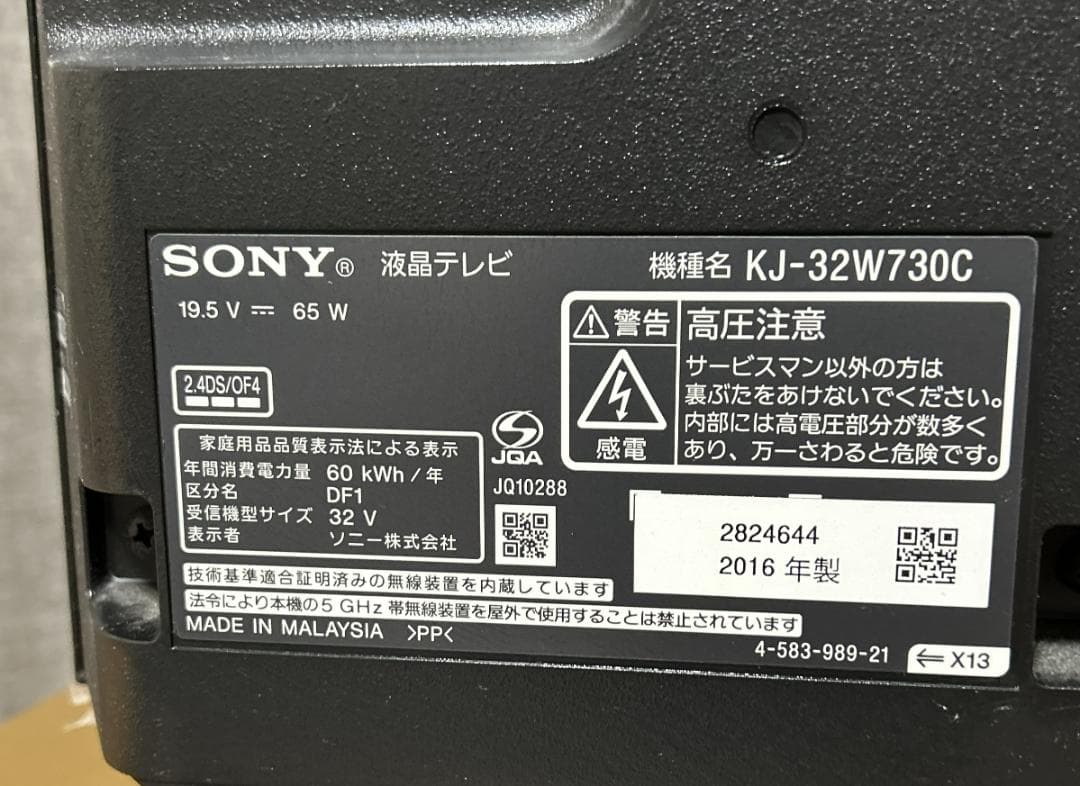 SONY® 液晶テレビ 機種名 KJ-32W730C
19.5 V ⎓ 65 W
2.4DS/OF4
警告 高圧注意
感電
サービスマン以外の方は
裏ぶたをあけないでください。
内部には高電圧部分が数多く
あり、万一さわると危険です。
家庭用品品質表示法による表示
年間消費電力量 60 kWh / 年
区分名 DF1
受信機型サイズ 32 V
表示者 ソニー株式会社
JQA
JQ10288
2824644
2016 年製
技術基準適合証明済みの無線装置を内蔵しています
法令により本機の5 GHz 帯無線装置を屋外で使用することは禁止されています
MADE IN MALAYSIA >PP<
4-583-989-21 ⇐ X13